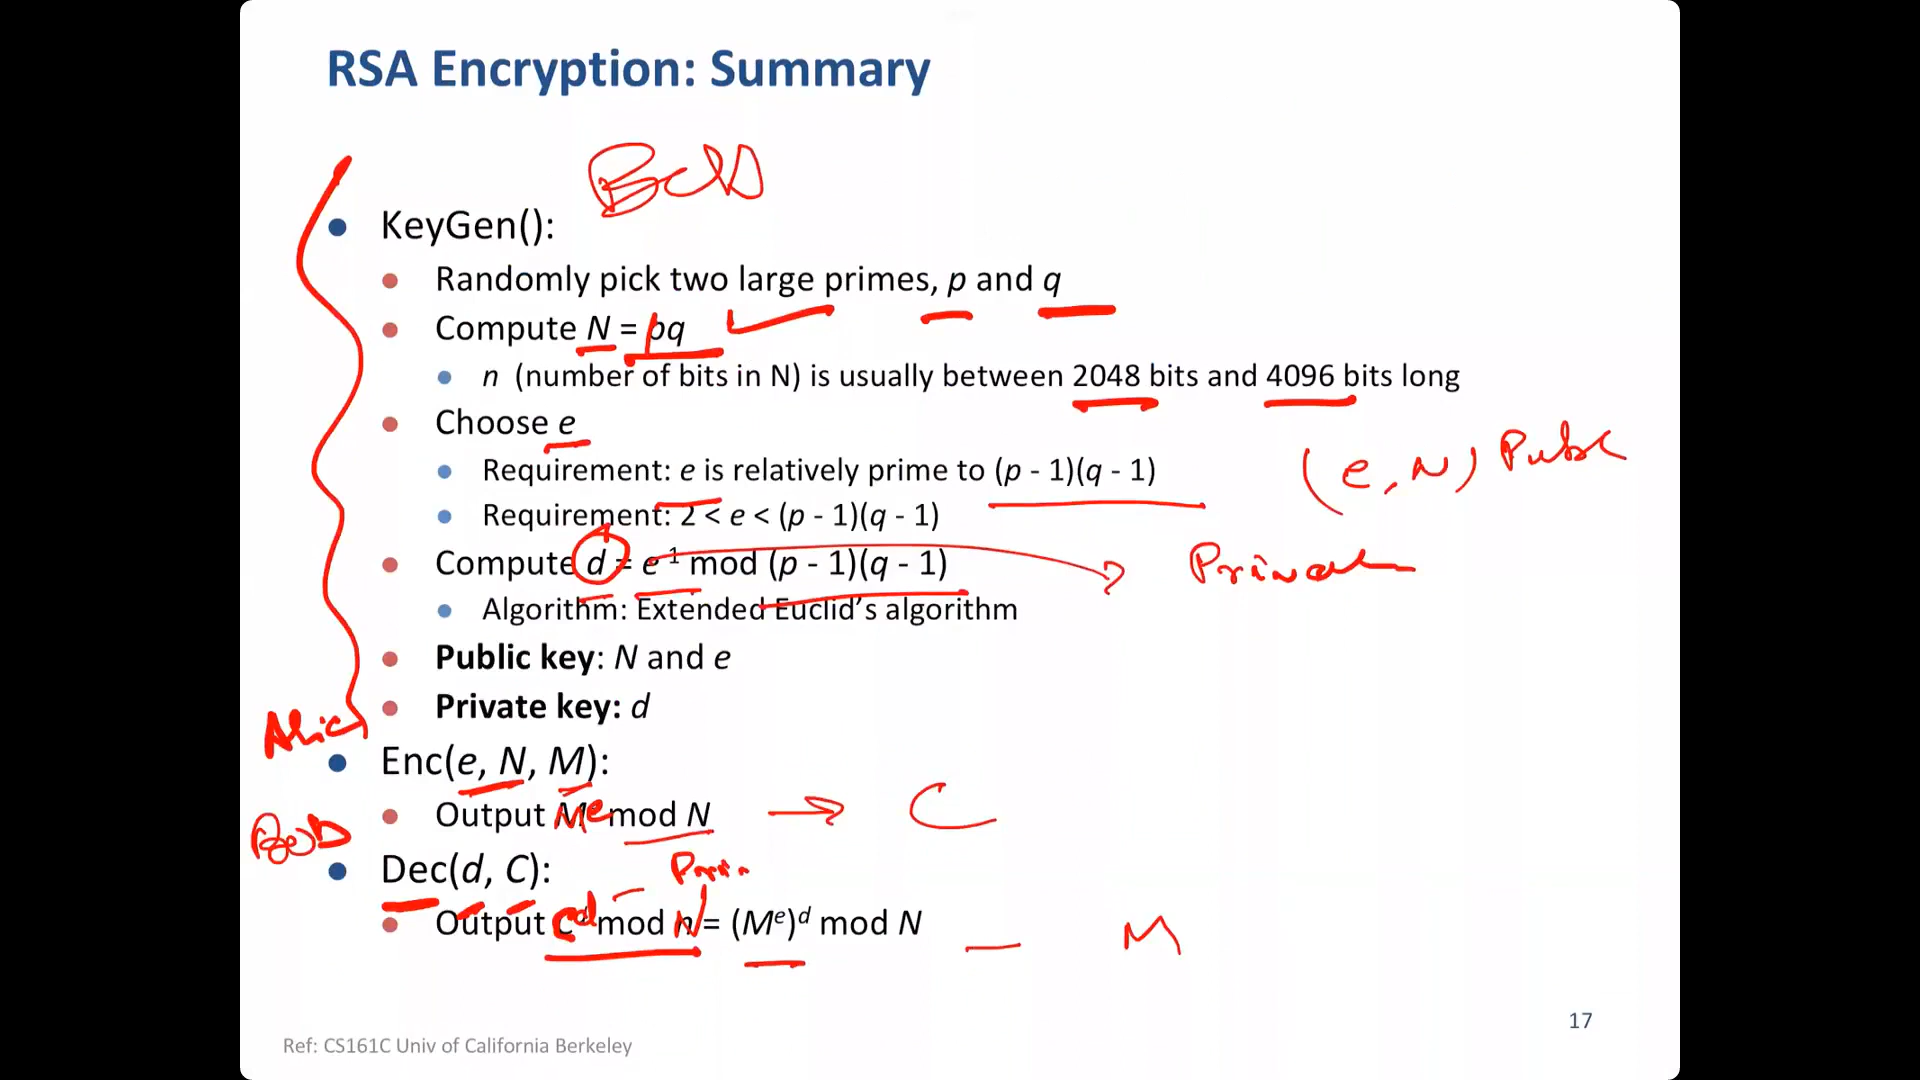 RSA Encryption: Summary
Bob
KeyGen():
Randomly pick two large primes, p and q
Compute N = pq
n (number of bits in N) is usually between 2048 bits and 4096 bits long
Choose e
Requirement: e is relatively prime to (p - 1)(q - 1)
(e, N) Public
Requirement: 2 < e < (p - 1)(q - 1)
Compute d = e⁻¹ mod (p - 1)(q - 1)
Private
Algorithm: Extended Euclid's algorithm
Public key: N and e
Private key: d
Alice
Enc(e, N, M):
Output Mᵉ mod N → C
Bob
Dec(d, C):
Output Cᵈ mod N = (Mᵉ)ᵈ mod N — M
17
Ref: CS161C Univ of California Berkeley